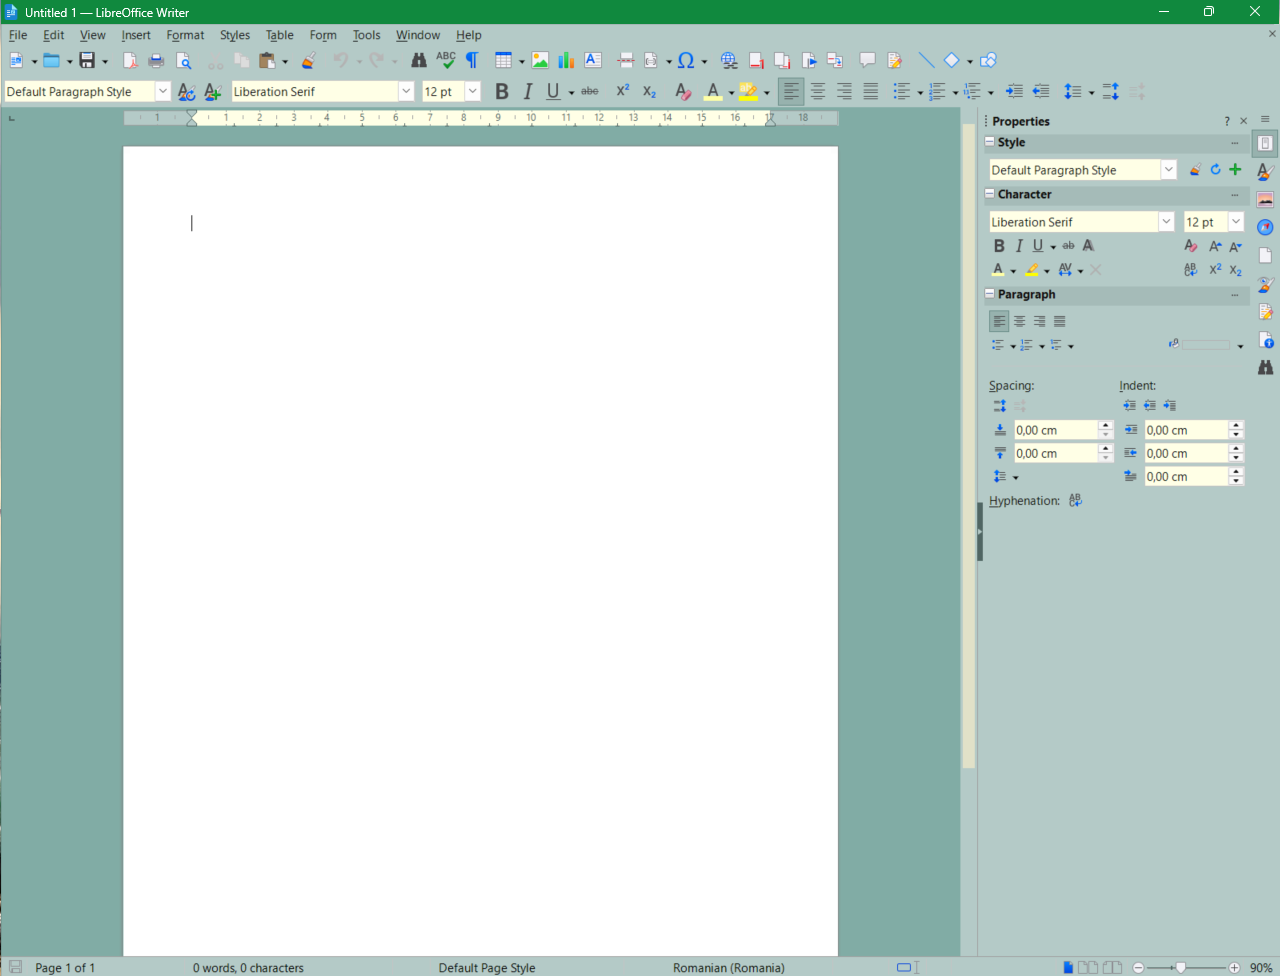 Untitled 1 — LibreOffice Writer
File Edit View Insert Format Styles Table Form Tools Window Help
Default Paragraph Style Liberation Serif 12 pt
1 1 2 3 4 5 6 7 8 9 10 11 12 13 14 15 16 17 18
Properties
Style
Default Paragraph Style
Character
Liberation Serif 12 pt
Paragraph
Spacing: Indent:
0,00 cm 0,00 cm
0,00 cm 0,00 cm
0,00 cm
Hyphenation:
Page 1 of 1 0 words, 0 characters Default Page Style Romanian (Romania) 90%